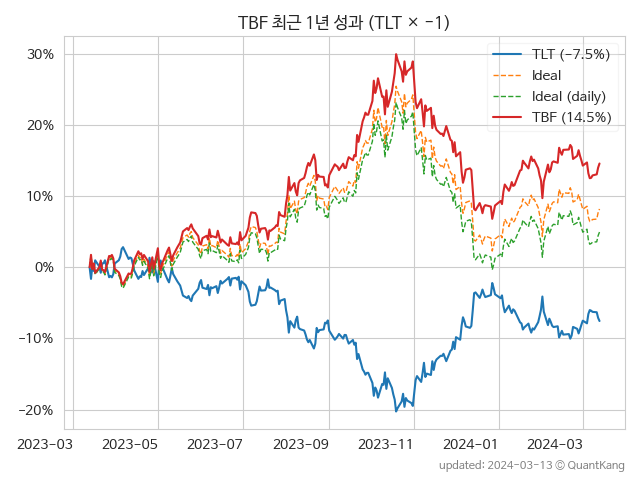 TBF 최근 1년 성과 (TLT × −1)
TLT (−7.5%)
Ideal
Ideal (daily)
TBF (14.5%)
30%
20%
10%
0%
−10%
−20%
2023−03
2023−05
2023−07
2023−09
2023−11
2024−01
2024−03
updated: 2024-03-13 ⓒ QuantKang